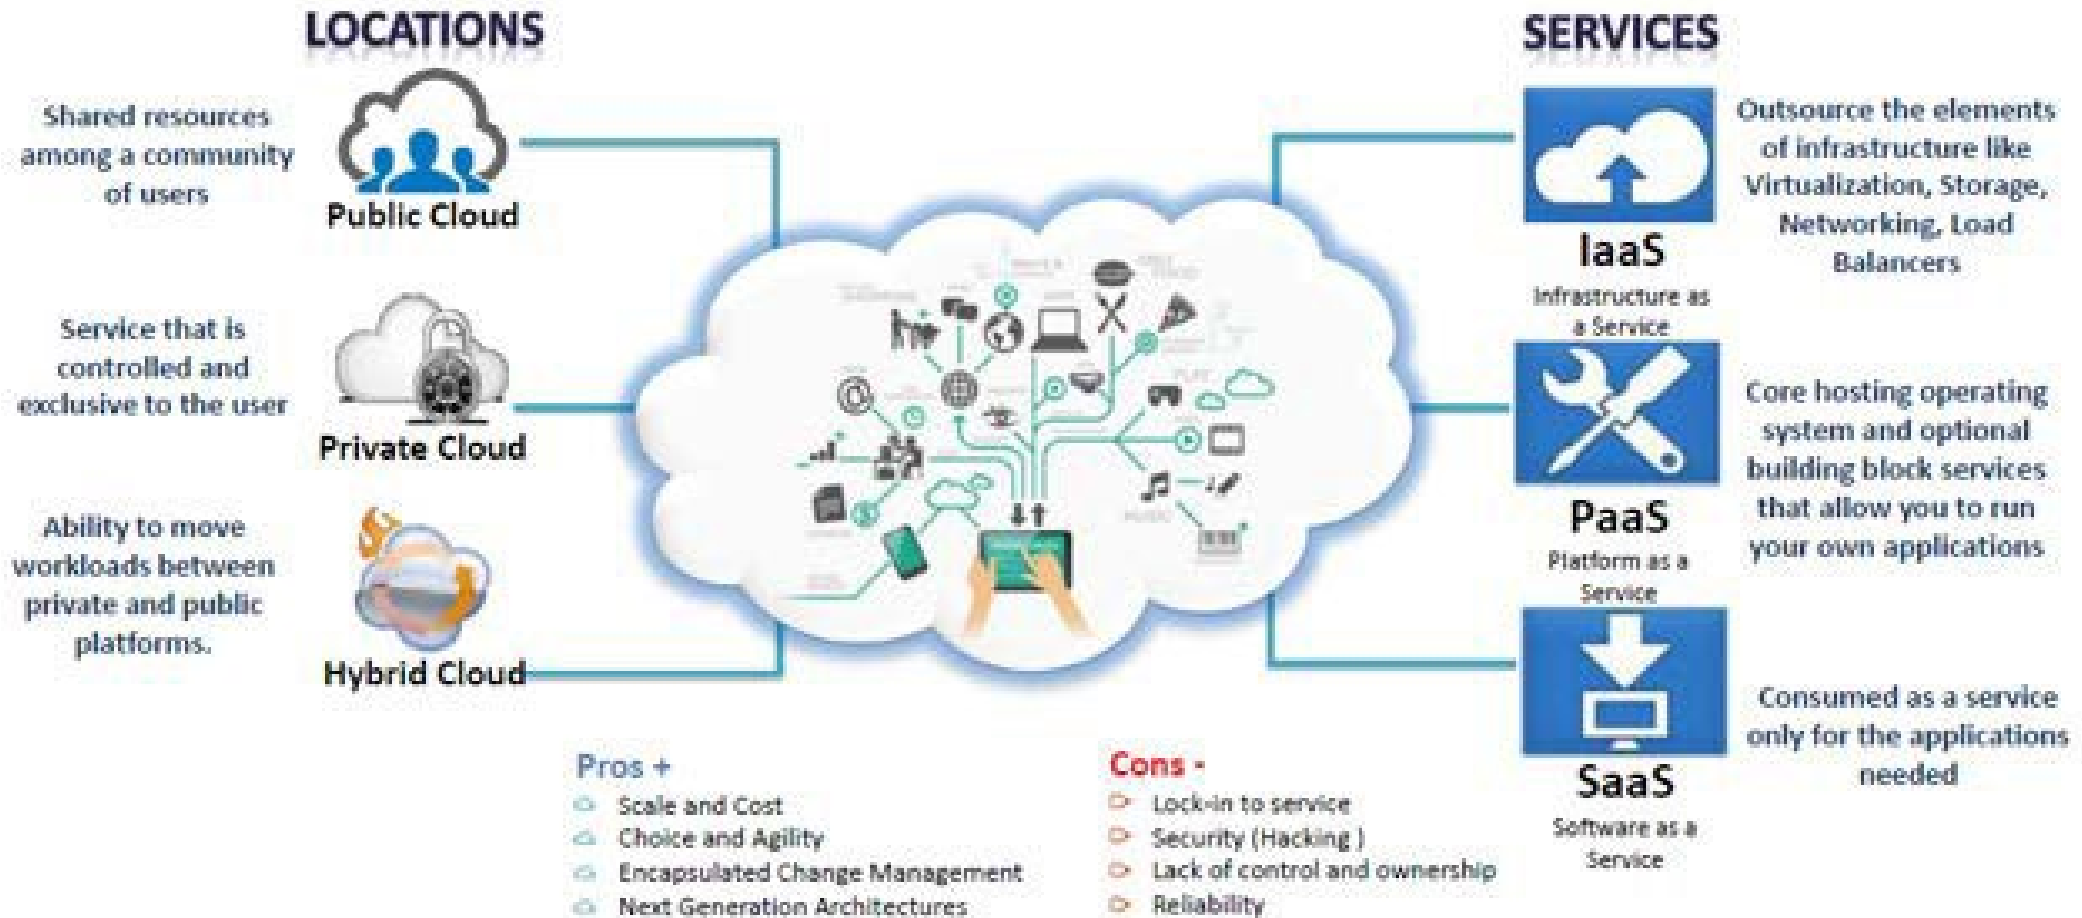 LOCATIONS
Shared resources
among a community
of users
Public Cloud
Service that is
controlled and
exclusive to the user
Private Cloud
Ability to move
workloads between
private and public
platforms.
Hybrid Cloud
SERVICES
IaaS
Infrastructure as
a Service
Outsource the elements
of infrastructure like
Virtualization, Storage,
Networking, Load
Balancers
PaaS
Platform as a
Service
Core hosting operating
system and optional
building block services
that allow you to run
your own applications
SaaS
Software as a
Service
Consumed as a service
only for the applications
needed
PLAY
MUSIC
Pros +
Scale and Cost
Choice and Agility
Encapsulated Change Management
Next Generation Architectures
Cons -
Lock-in to service
Security (Hacking )
Lack of control and ownership
Reliability